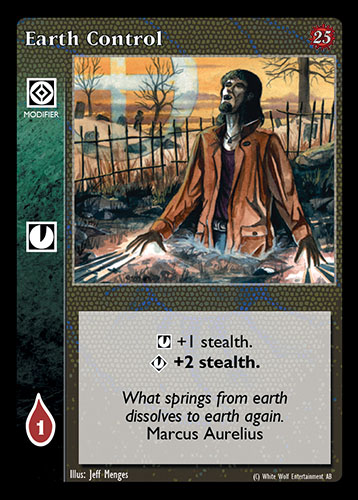 Earth Control
25
MODIFIER
+1 stealth.
+2 stealth.
What springs from earth
dissolves to earth again.
Marcus Aurelius
1
Illus: Jeff Menges
(C) White Wolf Entertainment AB